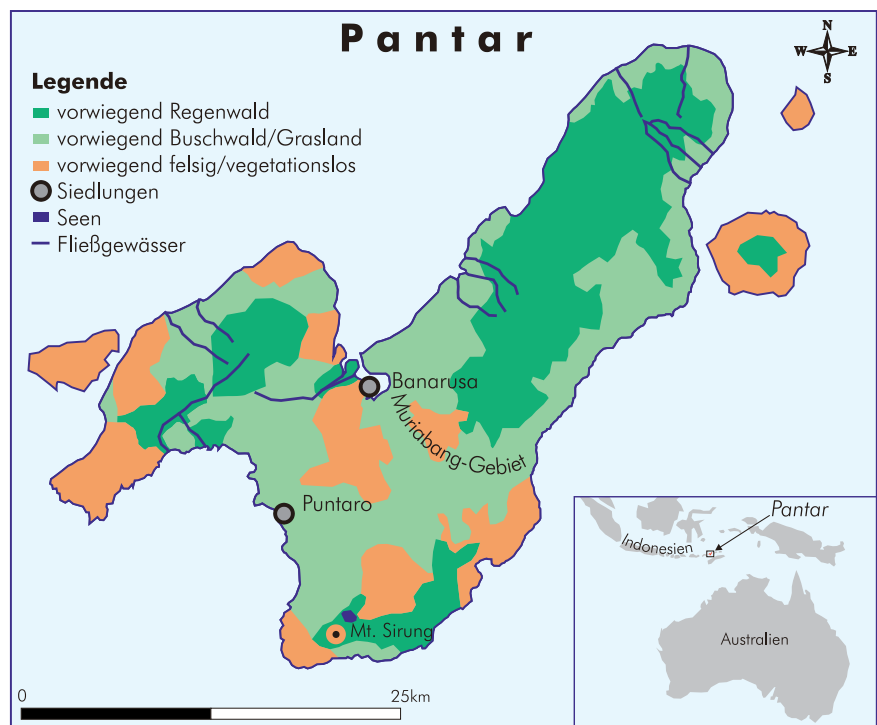 Pantar
N
W E
S
Legende
vorwiegend Regenwald
vorwiegend Buschwald/Grasland
vorwiegend felsig/vegetationslos
Siedlungen
Seen
Fließgewässer
Banarusa
Muriabang-Gebiet
Puntaro
Mt. Sirung
Pantar
Indonesien
Australien
0 25km